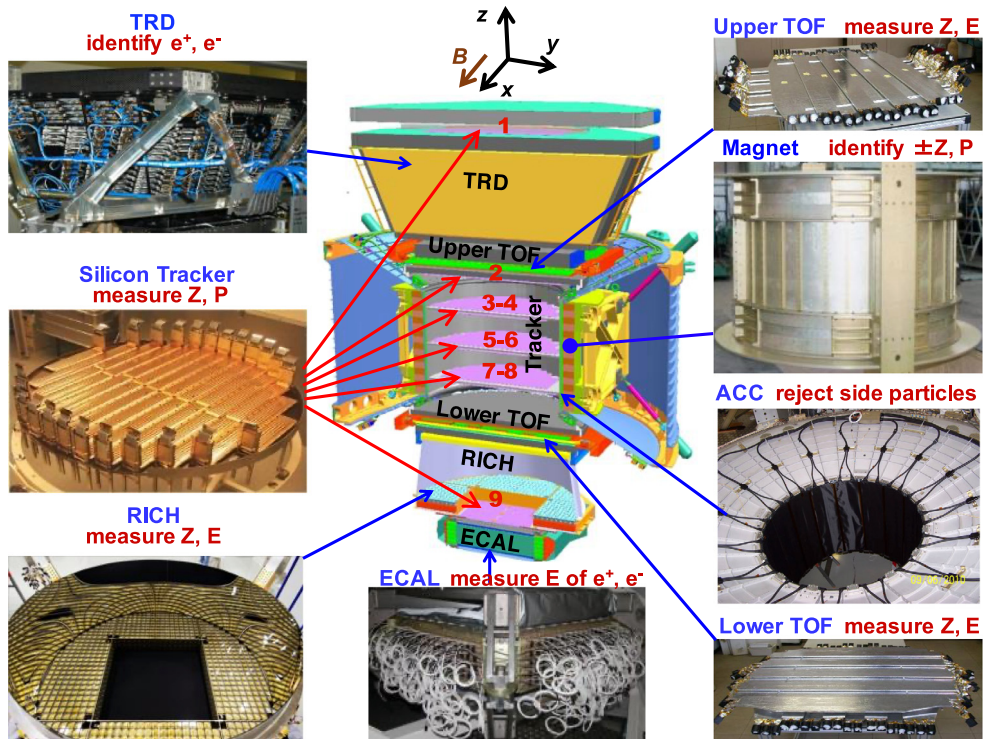 TRD
identify e⁺, e⁻
z
y
B
x
Upper TOF measure Z, E
1
TRD
Magnet identify ±Z, P
Upper TOF
Silicon Tracker
measure Z, P
2
3-4
Tracker
5-6
7-8
ACC reject side particles
Lower TOF
RICH
RICH
measure Z, E
9
ECAL
ECAL measure E of e⁺, e⁻
Lower TOF measure Z, E